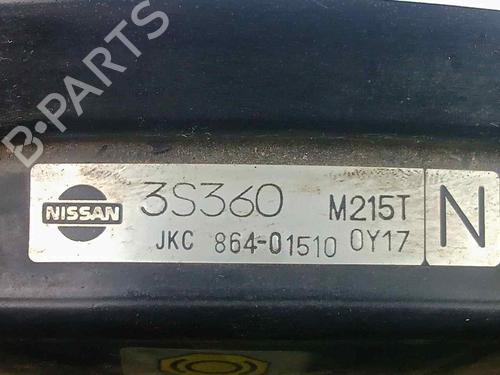 B-PARTS
NISSAN 3S360 M215T N
JKC 864-01510 0Y17